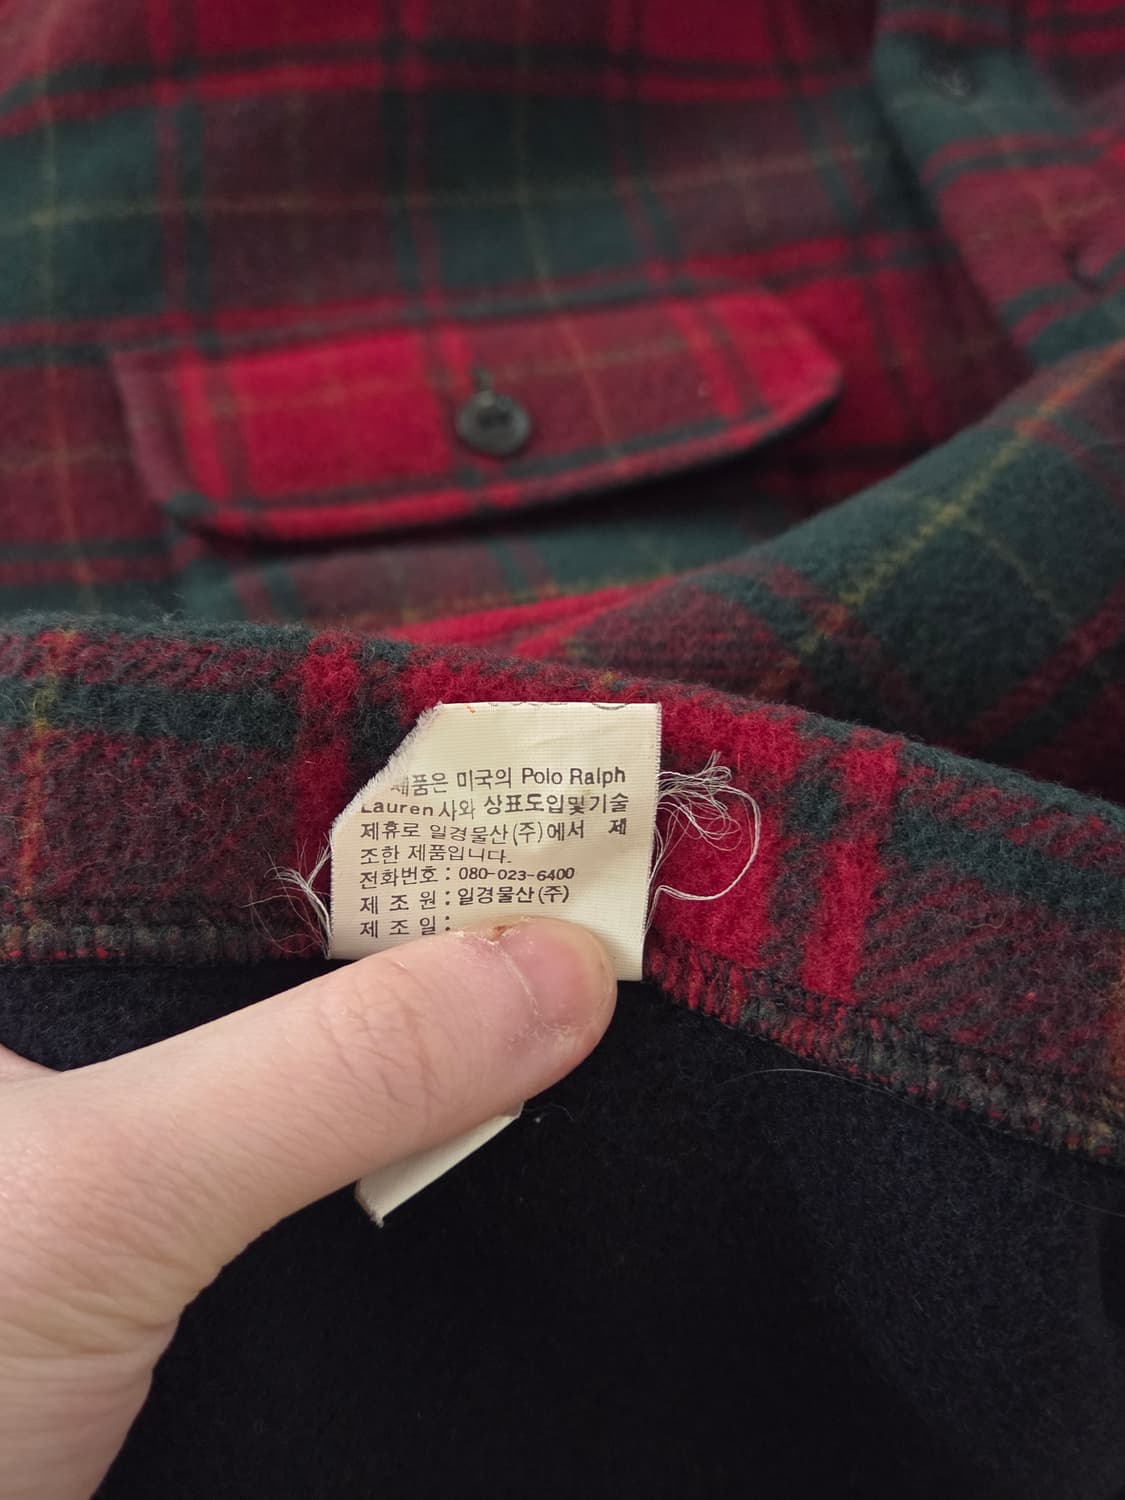 제품은 미국의 Polo Ralph
Lauren사와 상표도입및기술
제휴로 일경물산(주)에서 제
조한 제품입니다.
전화번호 : 080-023-6400
제 조 원 : 일경물산(주)
제 조 일 :